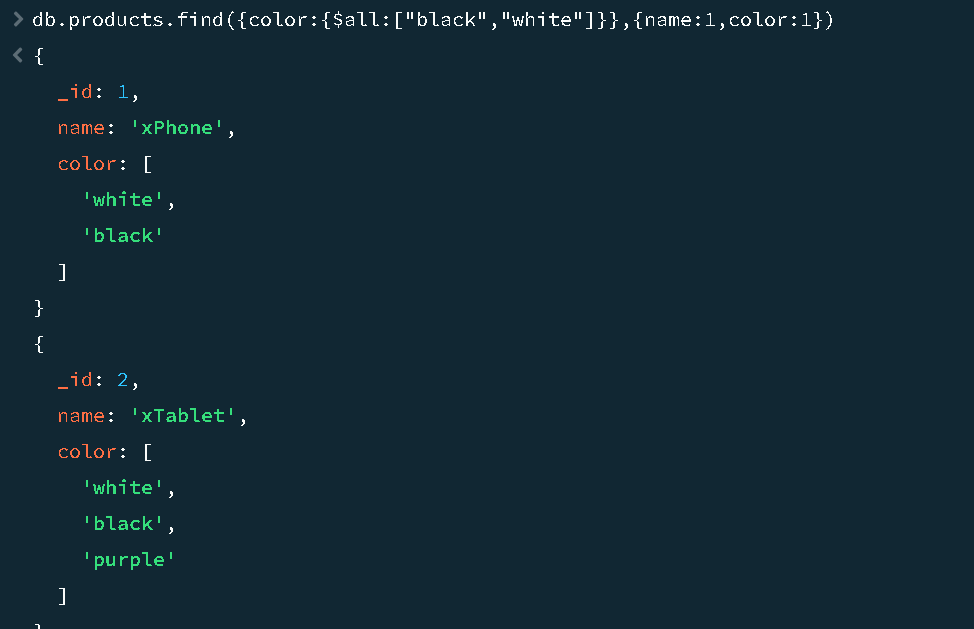 > db.products.find({color:{$all:["black","white"]}},{name:1,color:1})
< {
_id: 1,
name: 'xPhone',
color: [
'white',
'black'
]
}
{
_id: 2,
name: 'xTablet',
color: [
'white',
'black',
'purple'
]
}